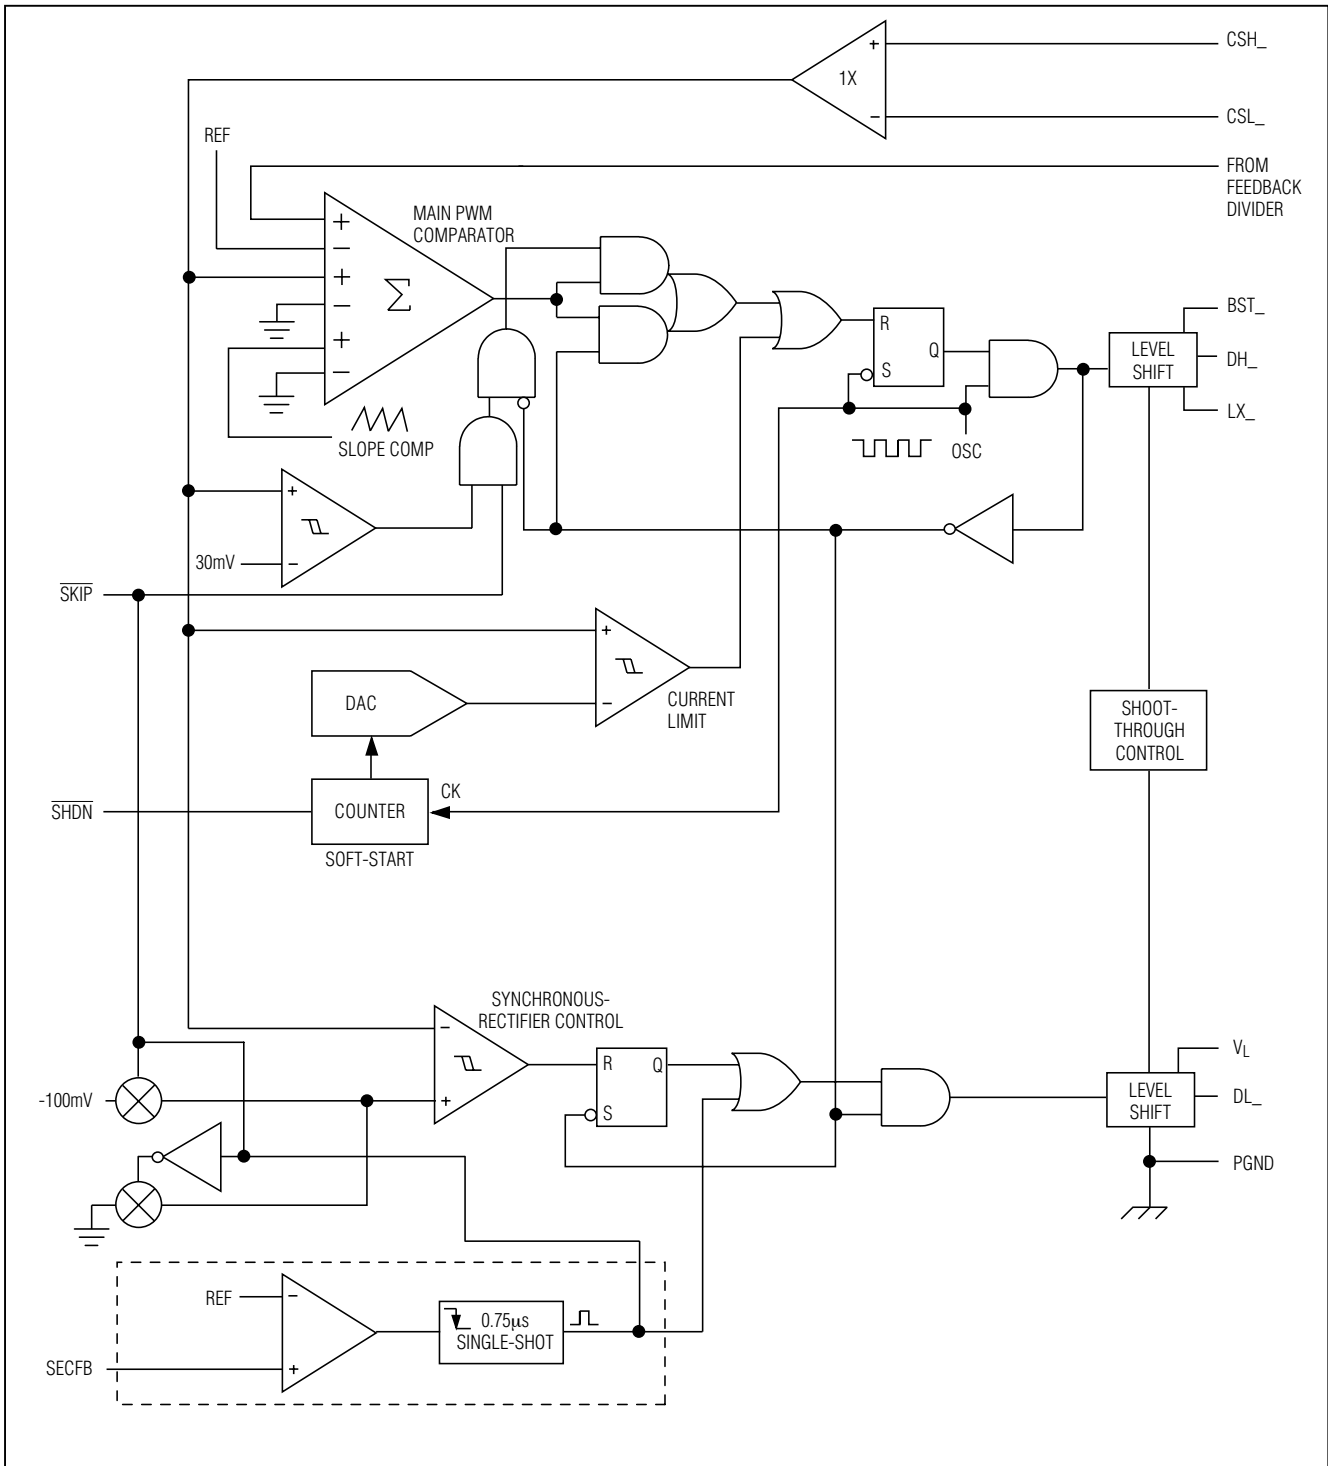 CSH_
+
1X
−
CSL_
REF
FROM
FEEDBACK
DIVIDER
MAIN PWM
COMPARATOR
+
−
+
−
+
−
Σ
BST_
R
Q
S
LEVEL
SHIFT
DH_
LX_
SLOPE COMP
OSC
+
30mV
−
SKIP
+
DAC
−
CURRENT
LIMIT
SHOOT-
THROUGH
CONTROL
CK
SHDN
COUNTER
SOFT-START
SYNCHRONOUS-
RECTIFIER CONTROL
−
VL
R
Q
-100mV
+
S
LEVEL
SHIFT
DL_
PGND
REF
−
0.75µs
SINGLE-SHOT
SECFB
+